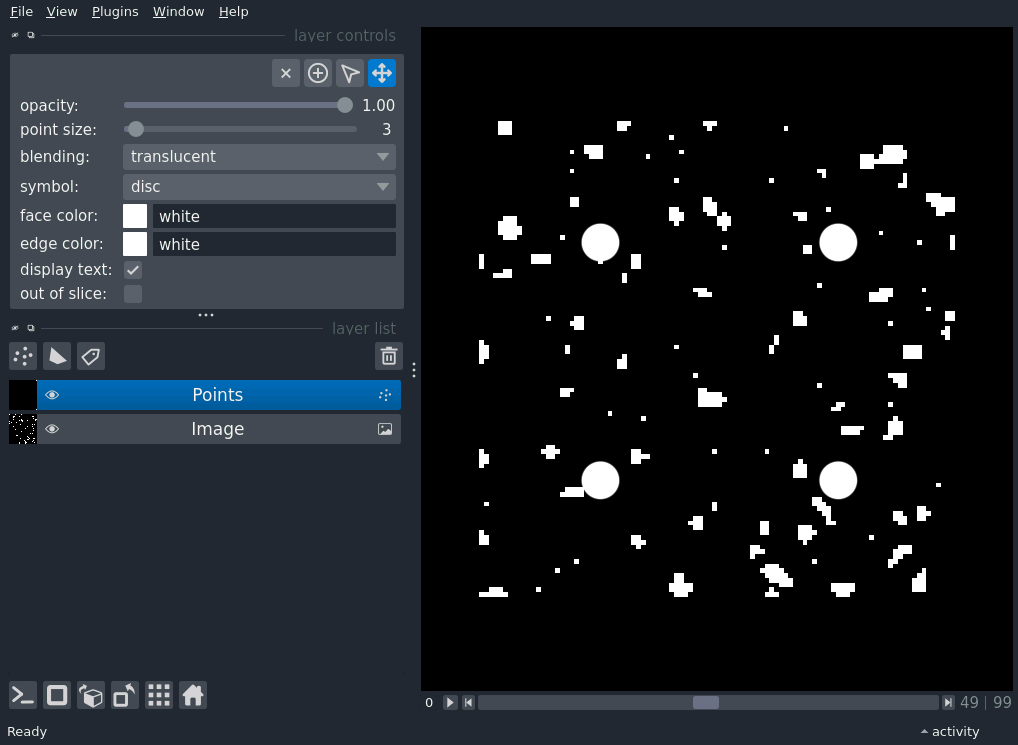 File View Plugins Window Help
layer controls
opacity: 1.00
point size: 3
blending: translucent
symbol: disc
face color: white
edge color: white
display text:
out of slice:
layer list
Points
Image
0 49 | 99
Ready activity